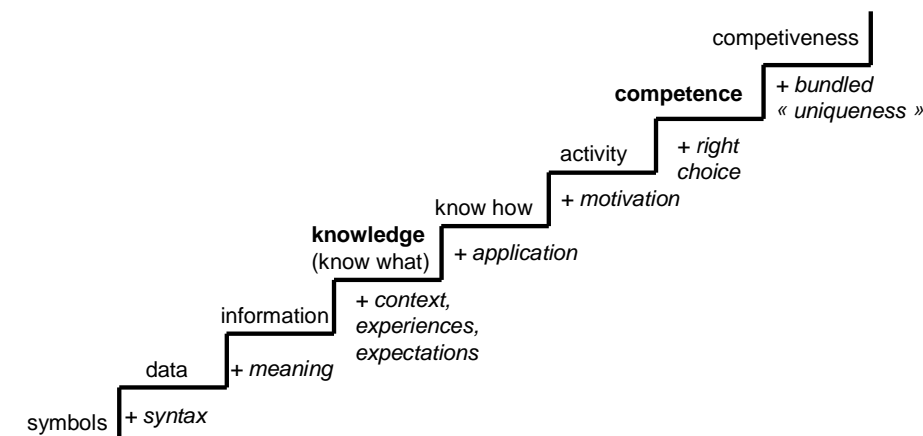 competiveness
+ bundled
« uniqueness »
competence
+ right
choice
activity
+ motivation
know how
+ application
knowledge
(know what)
+ context,
experiences,
expectations
information
+ meaning
data
+ syntax
symbols